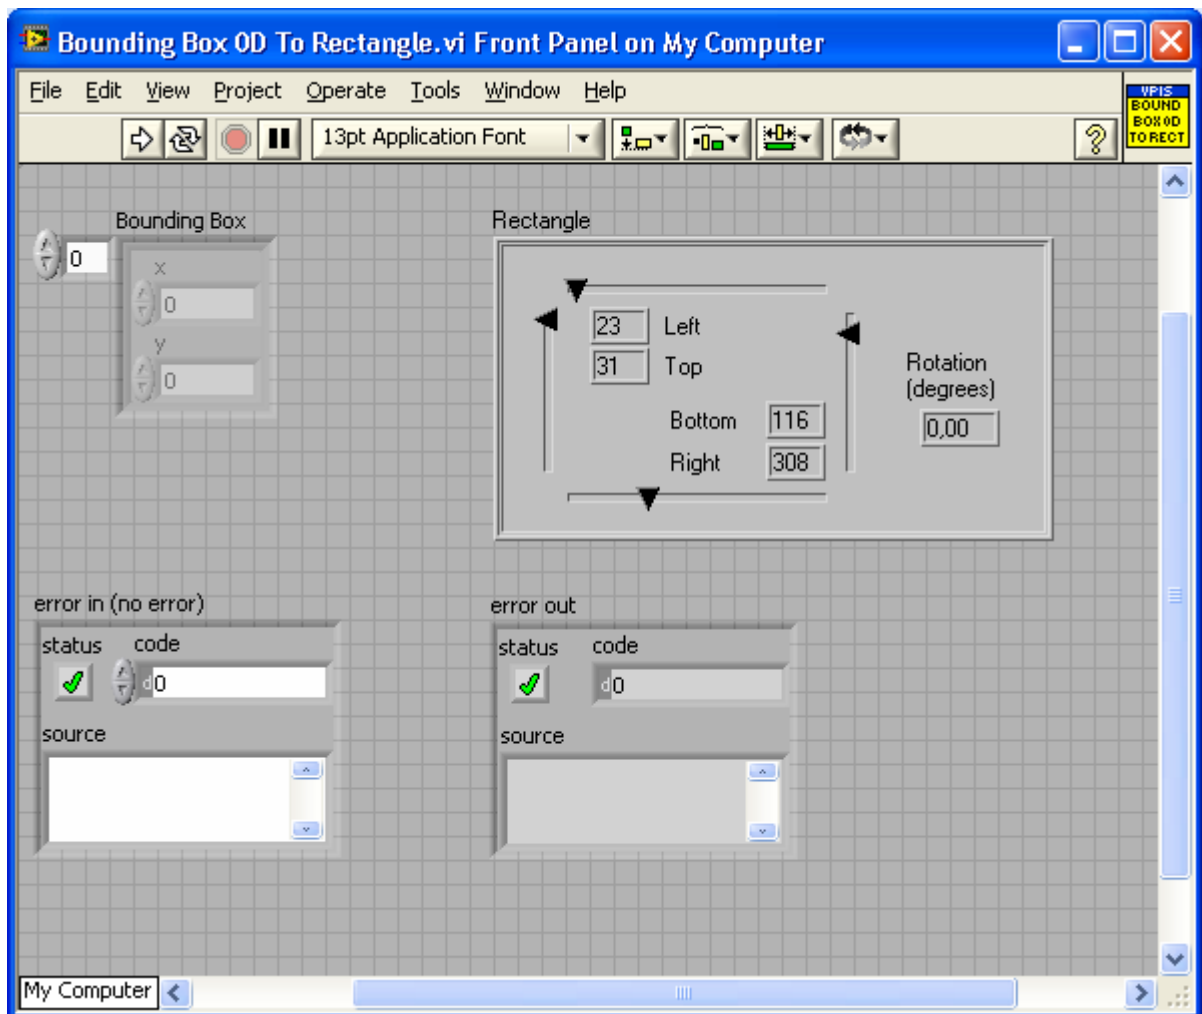 Bounding Box 0D To Rectangle.vi Front Panel on My Computer
File Edit View Project Operate Tools Window Help
VPIS
BOUND
BOX 0D
TO RECT
13pt Application Font
?
Bounding Box
0
x
0
y
0
Rectangle
23 Left
31 Top
Bottom 116
Right 308
Rotation
(degrees)
0,00
error in (no error)
status code
d0
source
error out
status code
d0
source
My Computer